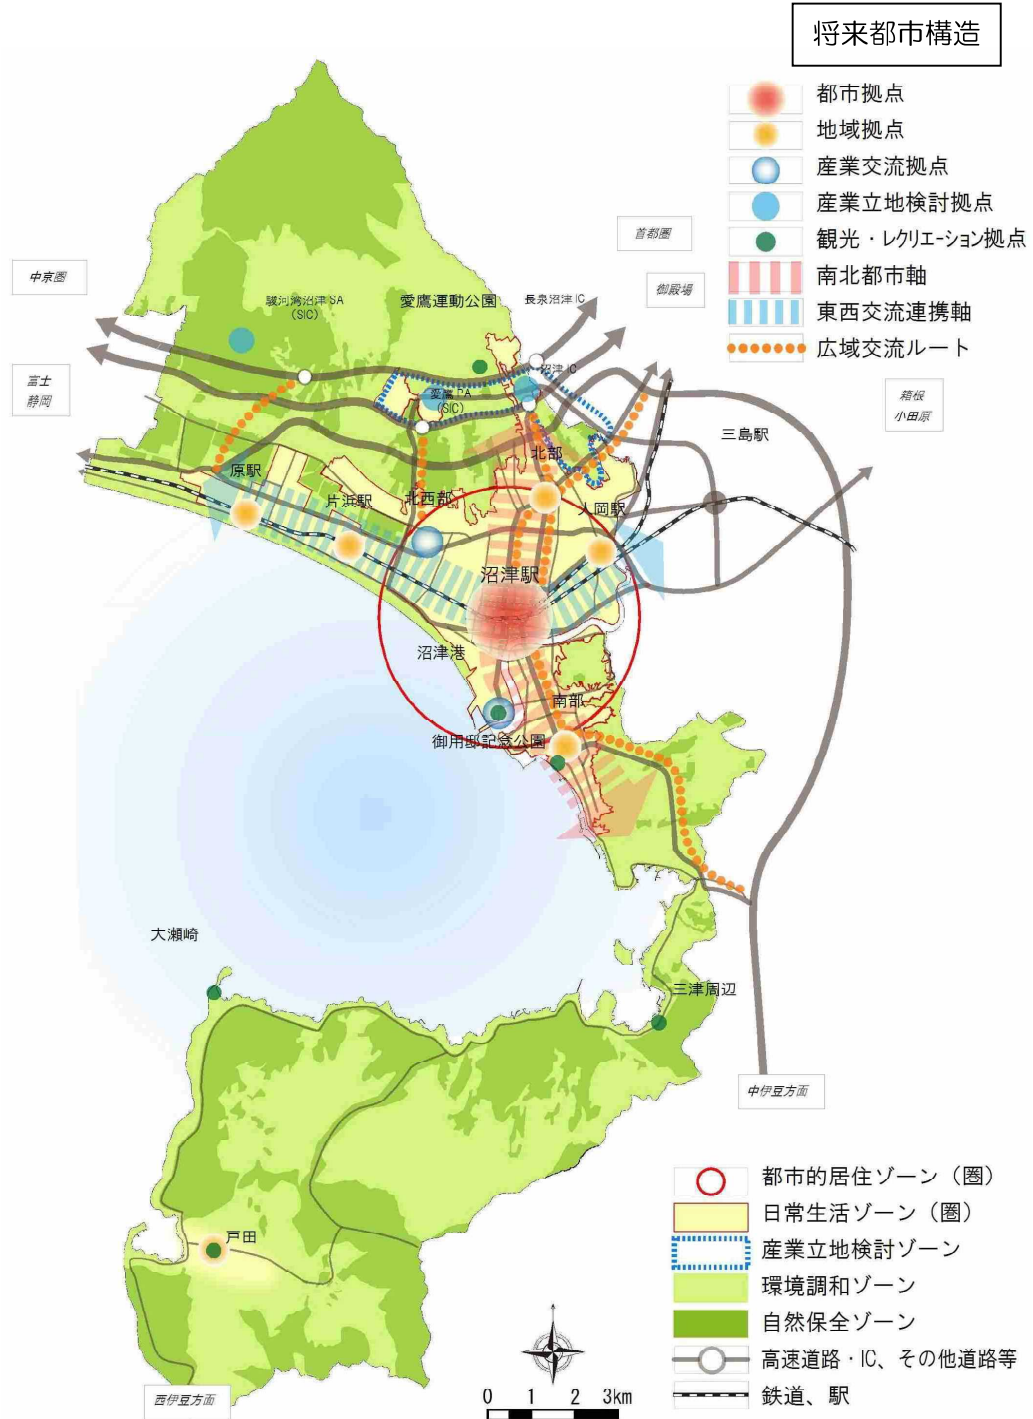 将来都市構造
都市拠点
地域拠点
産業交流拠点
産業立地検討拠点
観光・レクリエーション拠点
南北都市軸
東西交流連携軸
広域交流ルート
首都圏
御殿場
中京圏
富士
静岡
箱根
小田原
駿河湾沼津SA
(SIC)
愛鷹運動公園
長泉沼津IC
沼津IC
愛鷹PA
(SIC)
三島駅
北部
原駅
片浜駅
北西部
大岡駅
沼津駅
沼津港
南部
御用邸記念公園
大瀬崎
三津周辺
中伊豆方面
戸田
西伊豆方面
都市的居住ゾーン（圏）
日常生活ゾーン（圏）
産業立地検討ゾーン
環境調和ゾーン
自然保全ゾーン
高速道路・IC、その他道路等
鉄道、駅
0 1 2 3km